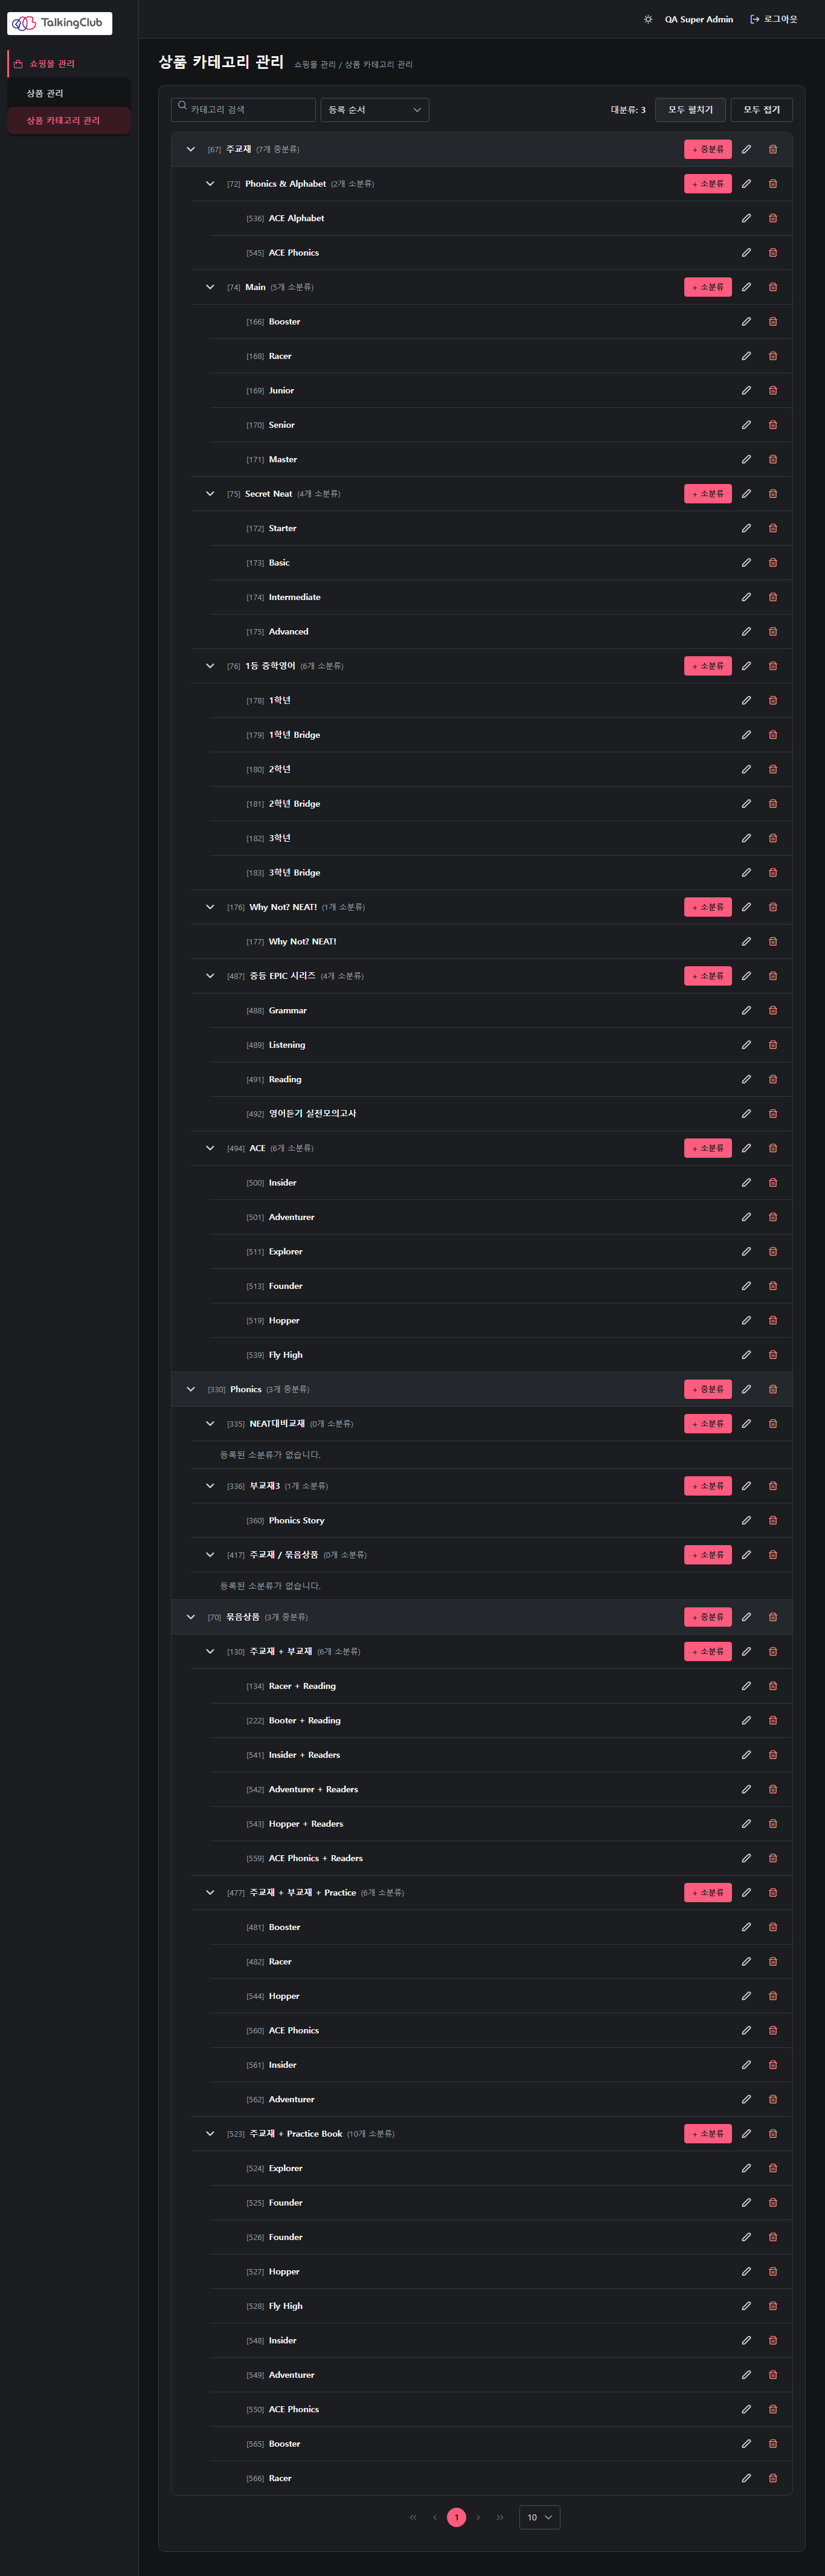 TalkingClub
QA Super Admin
로그아웃
쇼핑몰 관리
상품 관리
상품 카테고리 관리
상품 카테고리 관리
쇼핑몰 관리 / 상품 카테고리 관리
카테고리 검색
등록 순서
대분류: 3
모두 펼치기
모두 접기
[67] 주교재 (7개 중분류) + 중분류
[72] Phonics & Alphabet (2개 소분류) + 소분류
[536] ACE Alphabet
[545] ACE Phonics
[74] Main (5개 소분류) + 소분류
[166] Booster
[168] Racer
[169] Junior
[170] Senior
[171] Master
[75] Secret Neat (4개 소분류) + 소분류
[172] Starter
[173] Basic
[174] Intermediate
[175] Advanced
[76] 1등 중학영어 (6개 소분류) + 소분류
[178] 1학년
[179] 1학년 Bridge
[180] 2학년
[181] 2학년 Bridge
[182] 3학년
[183] 3학년 Bridge
[176] Why Not? NEAT! (1개 소분류) + 소분류
[177] Why Not? NEAT!
[487] 중등 EPIC 시리즈 (4개 소분류) + 소분류
[488] Grammar
[489] Listening
[491] Reading
[492] 영어듣기 실전모의고사
[494] ACE (6개 소분류) + 소분류
[500] Insider
[501] Adventurer
[511] Explorer
[513] Founder
[519] Hopper
[539] Fly High
[330] Phonics (3개 중분류) + 중분류
[335] NEAT대비교재 (0개 소분류) + 소분류
등록된 소분류가 없습니다.
[336] 부교재3 (1개 소분류) + 소분류
[360] Phonics Story
[417] 주교재 / 묶음상품 (0개 소분류) + 소분류
등록된 소분류가 없습니다.
[70] 묶음상품 (3개 중분류) + 중분류
[130] 주교재 + 부교재 (6개 소분류) + 소분류
[134] Racer + Reading
[222] Booter + Reading
[541] Insider + Readers
[542] Adventurer + Readers
[543] Hopper + Readers
[559] ACE Phonics + Readers
[477] 주교재 + 부교재 + Practice (6개 소분류) + 소분류
[481] Booster
[482] Racer
[544] Hopper
[560] ACE Phonics
[561] Insider
[562] Adventurer
[523] 주교재 + Practice Book (10개 소분류) + 소분류
[524] Explorer
[525] Founder
[526] Founder
[527] Hopper
[528] Fly High
[548] Insider
[549] Adventurer
[550] ACE Phonics
[565] Booster
[566] Racer
1
10